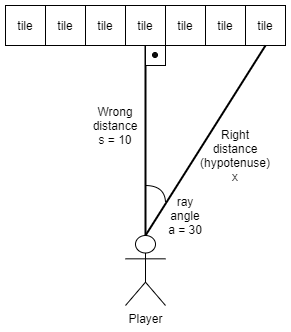 tile tile tile tile tile tile tile
Wrong
distance
s = 10
Right
distance
(hypotenuse)
x
ray
angle
a = 30
Player